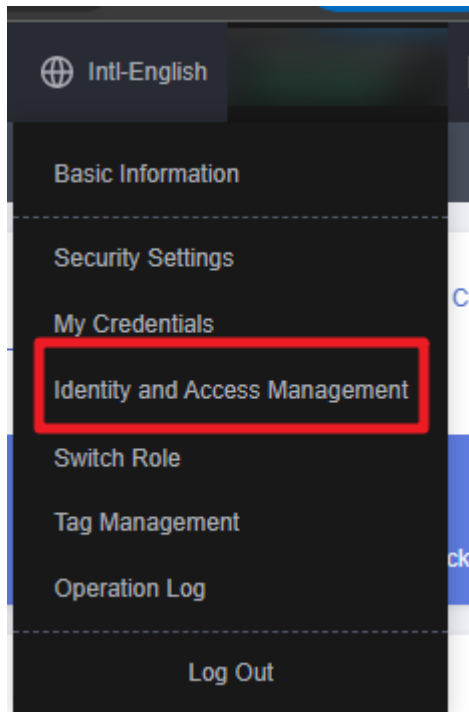 Intl-English
Basic Information
Security Settings
My Credentials
Identity and Access Management
Switch Role
Tag Management
Operation Log
Log Out
C
ck